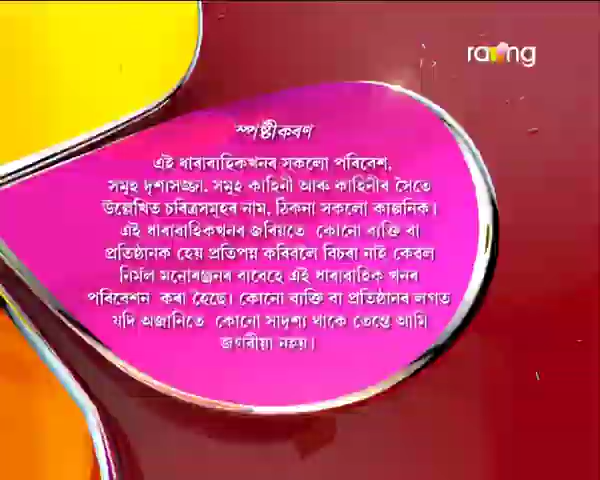 rang
স্পষ্টীকৰণ
এই ধাৰাবাহিকখনৰ সকলো পৰিবেশ,
সমূহ দৃশ্যসজ্জা, সমূহ কাহিনী আৰু কাহিনীৰ সৈতে
উল্লেখিত চৰিত্ৰসমূহৰ নাম, ঠিকনা সকলো কাল্পনিক।
এই ধাৰাবাহিকখনৰ জৰিয়তে কোনো ব্যক্তি বা
প্ৰতিষ্ঠানক হেয় প্ৰতিপন্ন কৰিবলৈ বিচৰা নাই কেৱল
নিৰ্মল মনোৰঞ্জনৰ বাবেহে এই ধাৰাবাহিক খনৰ
পৰিৱেশন কৰা হৈছে। কোনো ব্যক্তি বা প্ৰতিষ্ঠানৰ লগত
যদি অজ্ঞানিতে কোনো সাদৃশ্য থাকে তেন্তে আমি
জগৰীয়া নহয়।